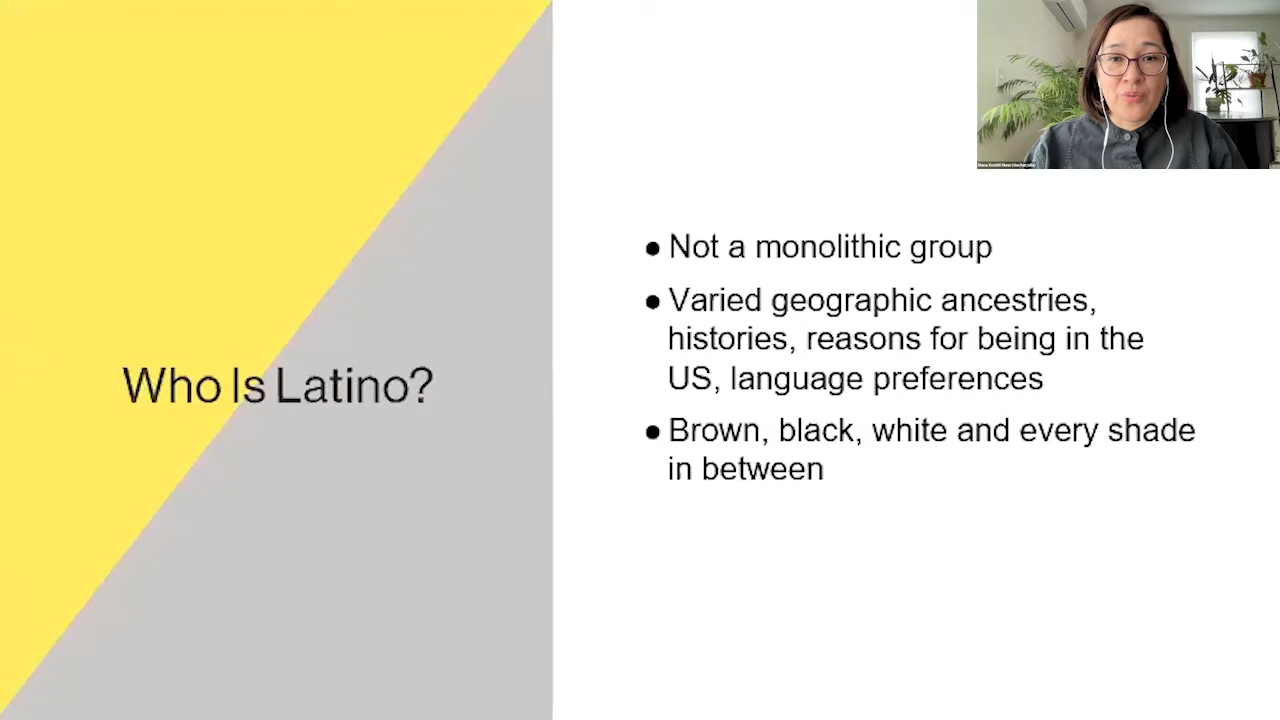 Who Is Latino?
● Not a monolithic group
● Varied geographic ancestries,
histories, reasons for being in the
US, language preferences
● Brown, black, white and every shade
in between